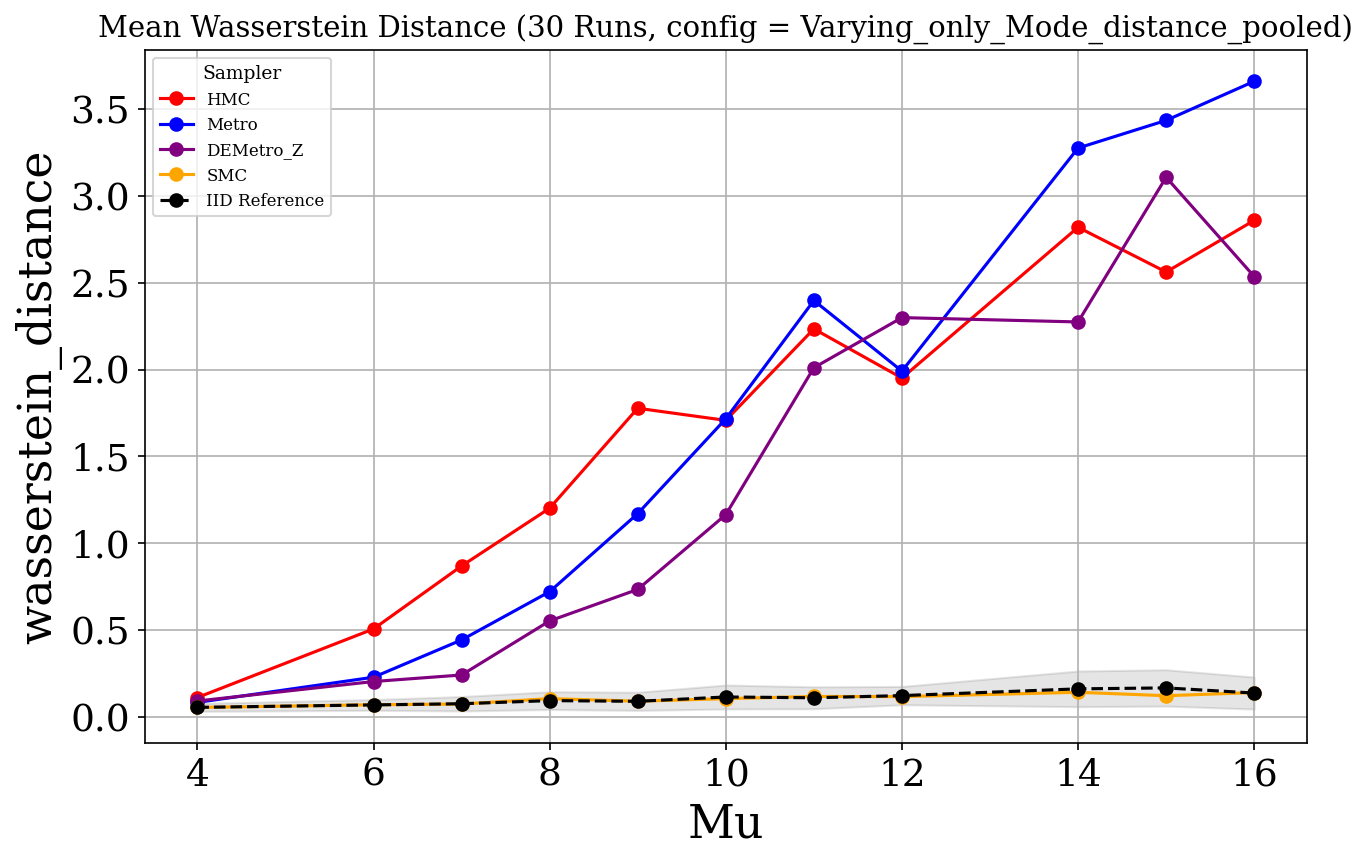 Mean Wasserstein Distance (30 Runs, config = Varying_only_Mode_distance_pooled)
Sampler
HMC
Metro
DEMetro_Z
SMC
IID Reference
wasserstein_distance
3.5
3.0
2.5
2.0
1.5
1.0
0.5
0.0
4 6 8 10 12 14 16
Mu